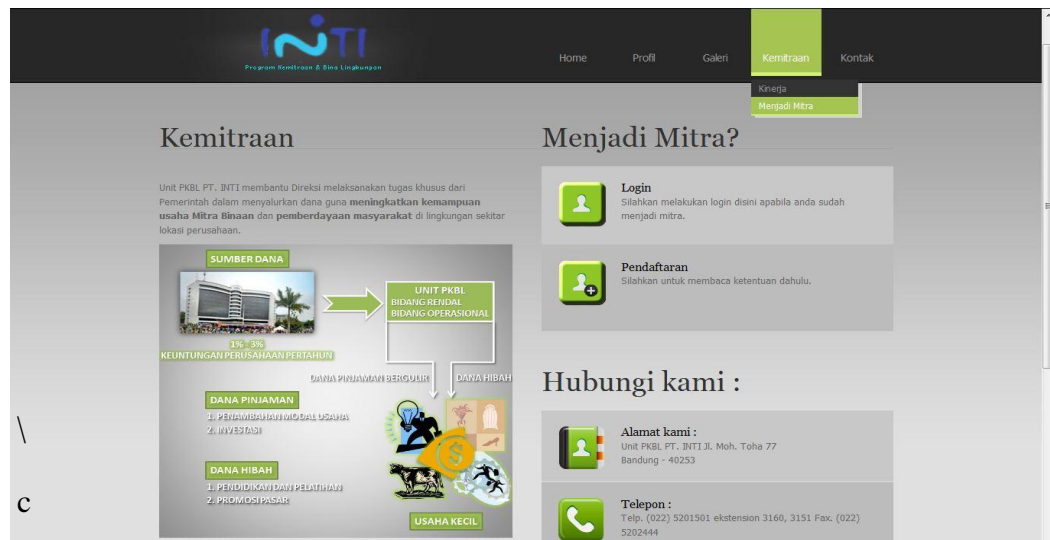 INTI
Program Kemitraan & Bina Lingkungan
Home
Profil
Galeri
Kemitraan
Kontak
Kinerja
Menjadi Mitra
Kemitraan
Unit PKBL PT. INTI membantu Direksi melaksanakan tugas khusus dari
Pemerintah dalam menyalurkan dana guna meningkatkan kemampuan
usaha Mitra Binaan dan pemberdayaan masyarakat di lingkungan sekitar
lokasi perusahaan.
SUMBER DANA
UNIT PKBL
BIDANG RENDAL
BIDANG OPERASIONAL
1% - 3%
KEUNTUNGAN PERUSAHAAN PERTAHUN
DANA PINJAMAN BERGULIR
DANA HIBAH
DANA PINJAMAN
1. PENAMBAHAN MODAL USAHA
2. INVESTASI
DANA HIBAH
1. PENDIDIKAN DAN PELATIHAN
2. PROMOSI PASAR
USAHA KECIL
Menjadi Mitra?
Login
Silahkan melakukan login disini apabila anda sudah
menjadi mitra.
Pendaftaran
Silahkan untuk membaca ketentuan dahulu.
Hubungi kami :
Alamat kami :
Unit PKBL PT. INTI Jl. Moh. Toha 77
Bandung - 40253
Telepon :
Telp. (022) 5201501 ekstension 3160, 3151 Fax. (022)
5202444
\
c